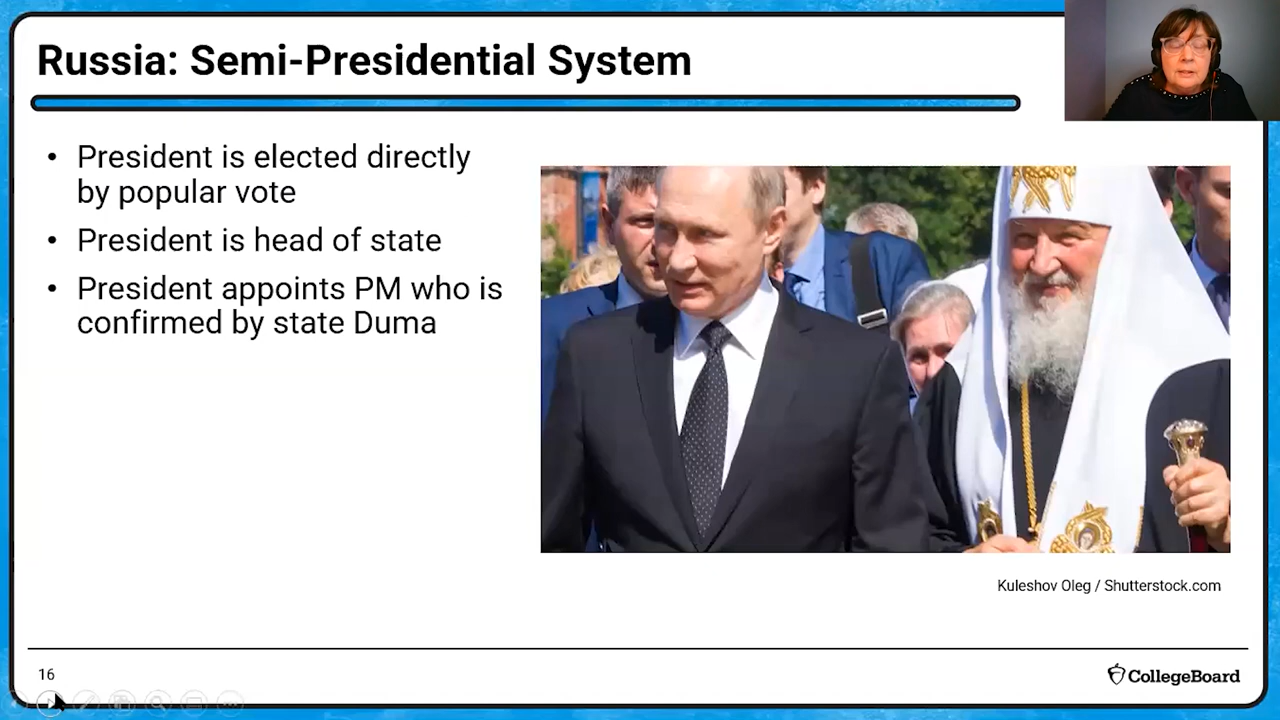 Russia: Semi-Presidential System
• President is elected directly
by popular vote
• President is head of state
• President appoints PM who is
confirmed by state Duma
Kuleshov Oleg / Shutterstock.com
16
CollegeBoard